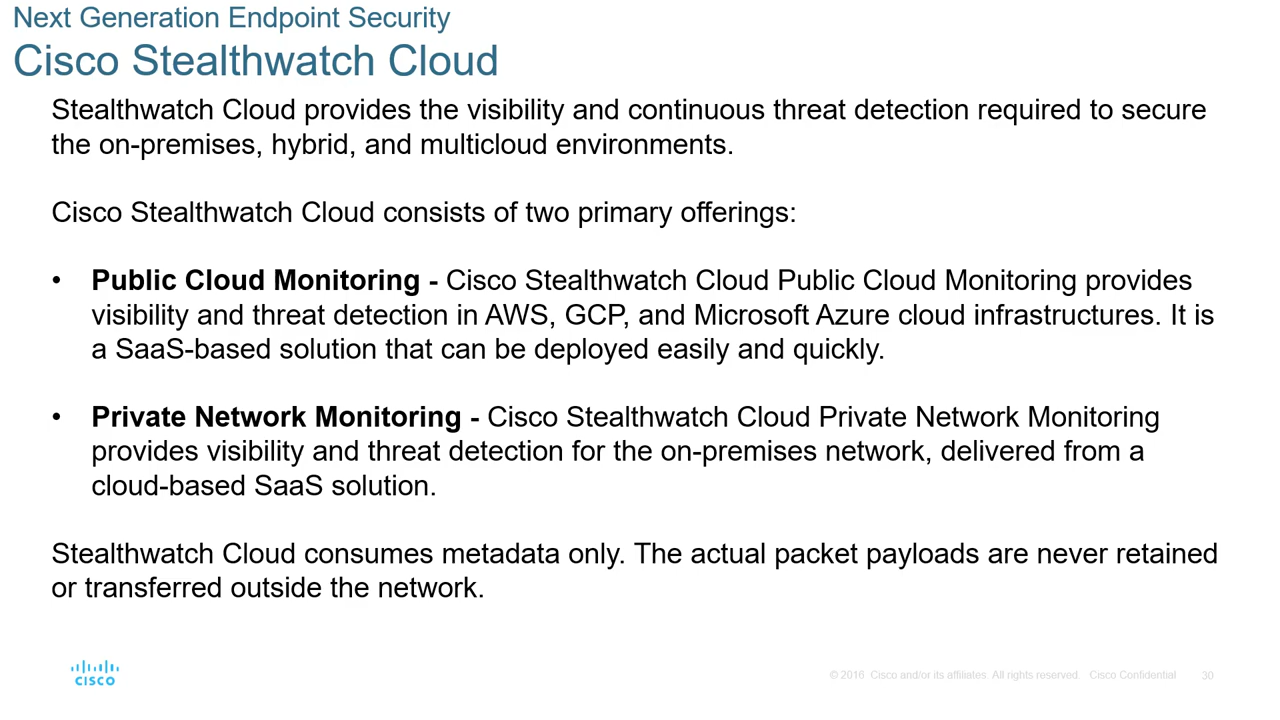 Next Generation Endpoint Security
Cisco Stealthwatch Cloud
Stealthwatch Cloud provides the visibility and continuous threat detection required to secure
the on-premises, hybrid, and multicloud environments.
Cisco Stealthwatch Cloud consists of two primary offerings:
• Public Cloud Monitoring - Cisco Stealthwatch Cloud Public Cloud Monitoring provides
visibility and threat detection in AWS, GCP, and Microsoft Azure cloud infrastructures. It is
a SaaS-based solution that can be deployed easily and quickly.
• Private Network Monitoring - Cisco Stealthwatch Cloud Private Network Monitoring
provides visibility and threat detection for the on-premises network, delivered from a
cloud-based SaaS solution.
Stealthwatch Cloud consumes metadata only. The actual packet payloads are never retained
or transferred outside the network.
CISCO
© 2016 Cisco and/or its affiliates. All rights reserved. Cisco Confidential 30